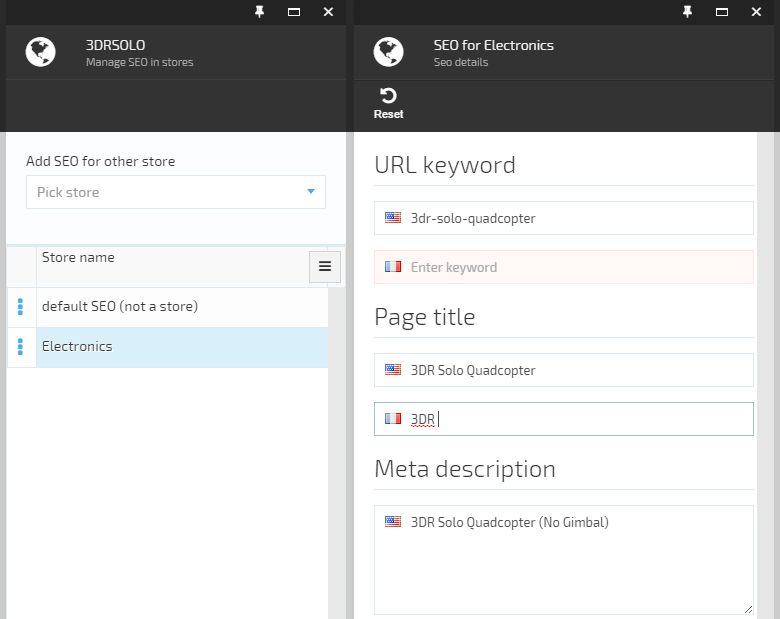 3DRSOLO
Manage SEO in stores
Add SEO for other store
Pick store
Store name
default SEO (not a store)
Electronics
SEO for Electronics
Seo details
Reset
URL keyword
3dr-solo-quadcopter
Enter keyword
Page title
3DR Solo Quadcopter
3DR
Meta description
3DR Solo Quadcopter (No Gimbal)